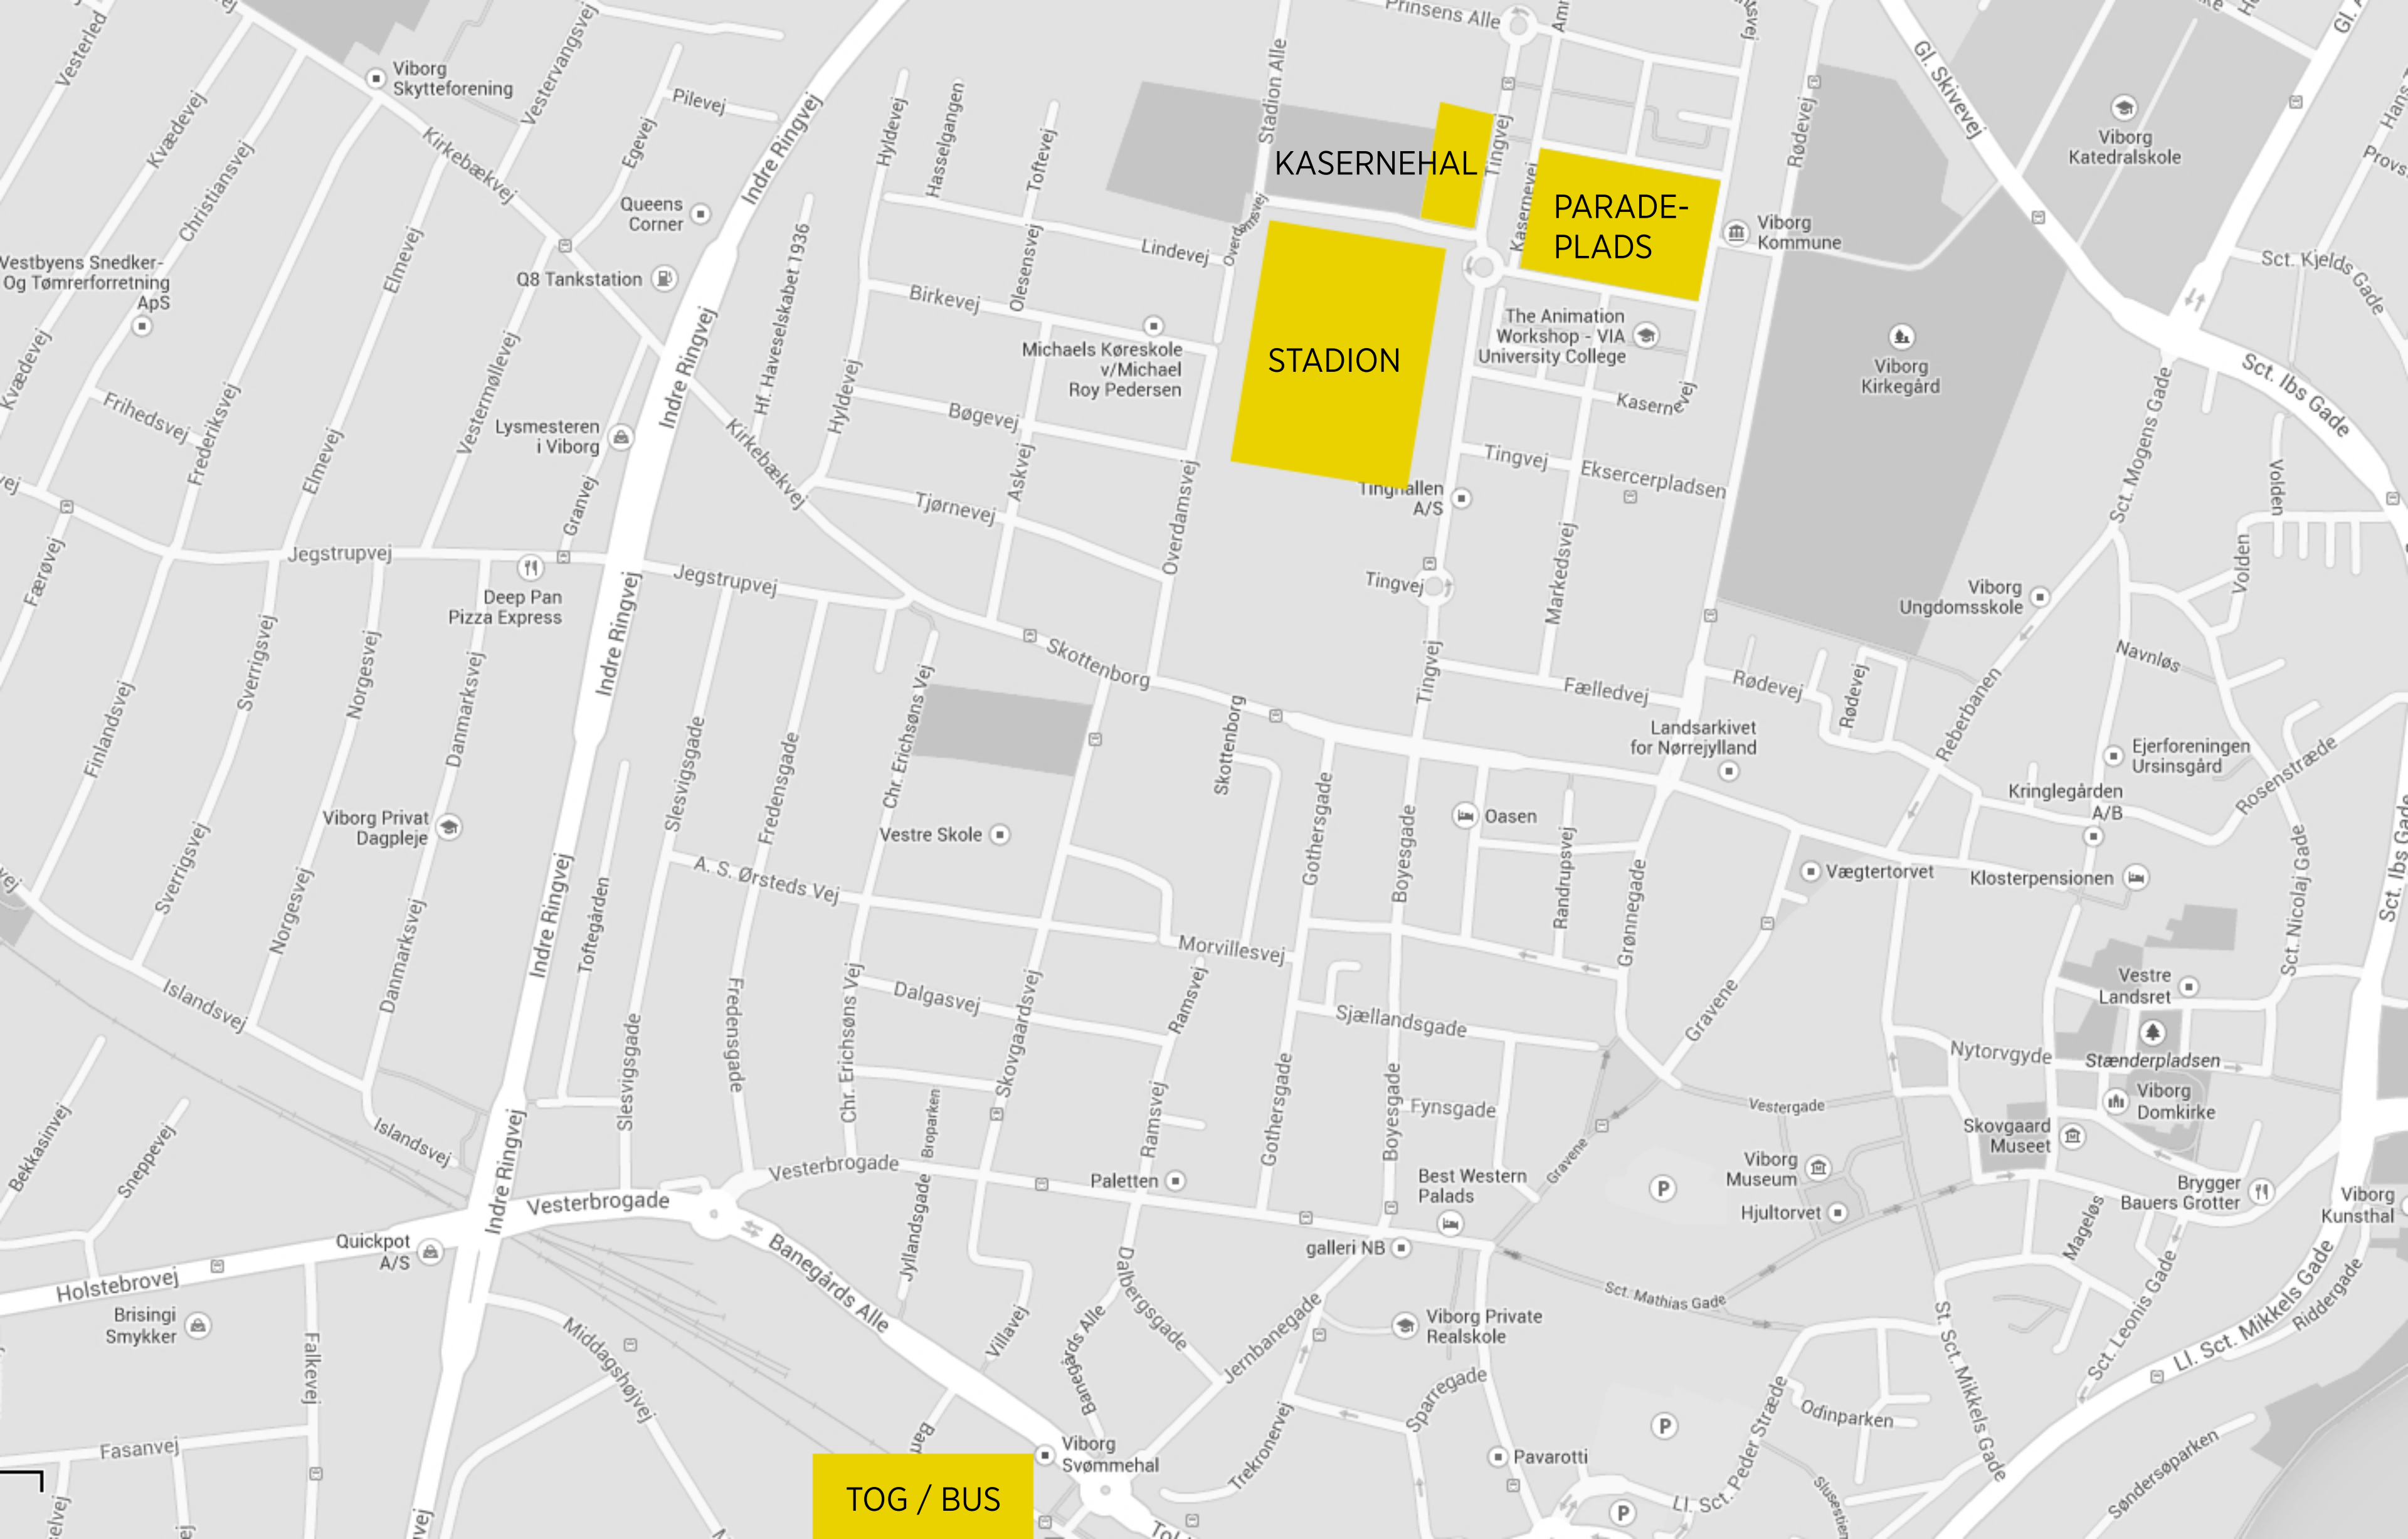 Vesterled
Kvædevej
Christiansvej
Viborg
Skytteforening
Vestervangsvej
Kirkebækvej
Egevej
Pilevej
Queens
Corner
Q8 Tankstation
Indre Ringvej
Hyldevej
Hasselgangen
Toftevej
Stadion Alle
Prinsens Alle
Tingvej
Kasernevej
KASERNEHAL
PARADE-
PLADS
Rødevej
Viborg
Kommune
Gl. Skivevej
Viborg
Katedralskole
Sct. Kjelds Gade
Vestbyens Snedker-
Og Tømrerforretning
ApS
Kvædevej
Elmevej
Vestermøllevej
Hf. Haveselskabet 1936
Lindevej
Overdamsvej
Olesensvej
Birkevej
Michaels Køreskole
v/Michael
Roy Pedersen
STADION
The Animation
Workshop - VIA
University College
Kasernevej
Viborg
Kirkegård
Sct. Ibs Gade
Sct. Mogens Gade
Frihedsvej
Frederiksvej
Elmevej
Lysmesteren
i Viborg
Indre Ringvej
Kirkebækvej
Hyldevej
Bøgevej
Askvej
Tjørnevej
Overdamsvej
Tinghallen
A/S
Tingvej
Eksercerpladsen
Markedsvej
Volden
Volden
Færøvej
Jegstrupvej
Granvej
Deep Pan
Pizza Express
Jegstrupvej
Indre Ringvej
Tingvej
Viborg
Ungdomsskole
Navnløs
Finlandsvej
Sverrigsvej
Norgesvej
Danmarksvej
Skottenborg
Tingvej
Fælledvej
Rødevej
Rødevej
Reberbanen
Landsarkivet
for Nørrejylland
Ejerforeningen
Ursinsgård
Rosenstræde
Kringlegården
A/B
Slesvigsgade
Fredensgade
Chr. Erichsøns Vej
Vestre Skole
Skottenborg
Gothersgade
Boyesgade
Oasen
Randrupsvej
Grønnegade
Vægtertorvet
Klosterpensionen
Sct. Nicolaj Gade
Sct. Ibs Gade
Viborg Privat
Dagpleje
Sverrigsvej
Norgesvej
Danmarksvej
Indre Ringvej
Toftegården
A. S. Ørsteds Vej
Morvillesvej
Islandsvej
Fredensgade
Chr. Erichsøns Vej
Dalgasvej
Skovgaardsvej
Ramsvej
Sjællandsgade
Gravene
Vestre
Landsret
Nytorvgyde
Stænderpladsen
Slesvigsgade
Bekkasinvej
Sneppevej
Islandsvej
Indre Ringvej
Broparken
Ramsvej
Gothersgade
Boyesgade
Fynsgade
Gravene
Vestergade
Viborg
Domkirke
Skovgaard
Museet
Viborg
Museum
Hjultorvet
Brygger
Bauers Grotter
Viborg
Kunsthal
Vesterbrogade
Vesterbrogade
Paletten
Best Western
Palads
P
galleri NB
Quickpot
A/S
Holstebrovej
Brisingi
Smykker
Falkevej
Middagshøjvej
Banegårds Alle
Jyllandsgade
Villavej
Banegårds Alle
Dalbergsgade
Jernbanegade
Viborg Private
Realskole
Sct. Mathias Gade
Mageløs
Sct. Leonis Gade
Ll. Sct. Mikkels Gade
Riddergade
St. Sct. Mikkels Gade
Fasanvej
Viborg
Svømmehal
Trekronervej
Sparregade
P
Pavarotti
Ll. Sct. Peder Stræde
Odinparken
Søndersøparken
TOG / BUS
P